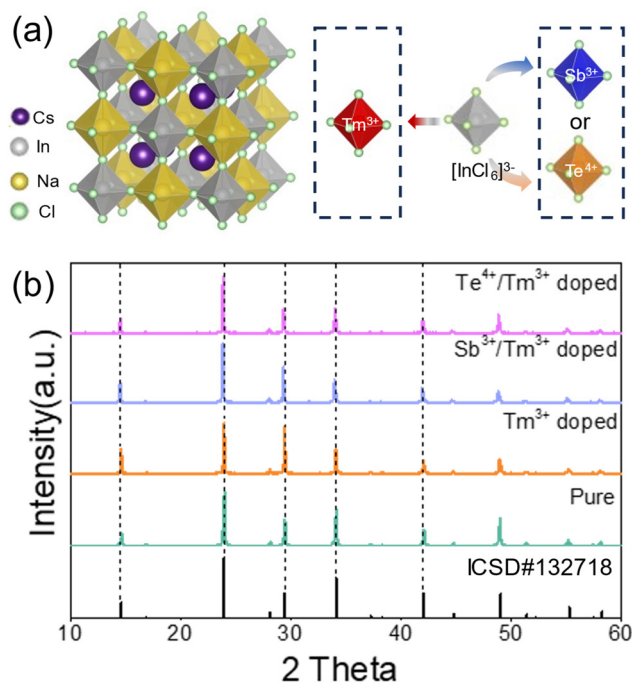 (a)
Cs
In
Na
Cl
Tm³⁺
[InCl₆]³⁻
Sb³⁺
or
Te⁴⁺
(b)
Intensity(a.u.)
Te⁴⁺/Tm³⁺ doped
Sb³⁺/Tm³⁺ doped
Tm³⁺ doped
Pure
ICSD#132718
10 20 30 40 50 60
2 Theta